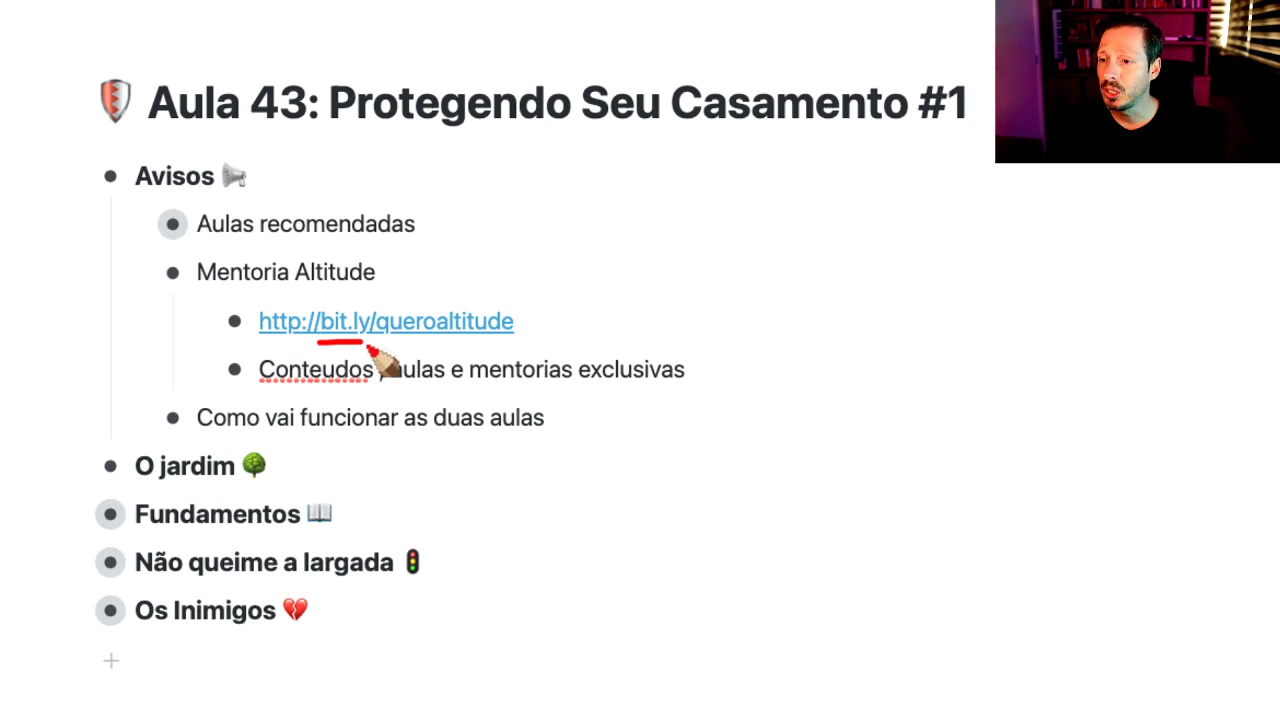 Aula 43: Protegendo Seu Casamento #1
Avisos
Aulas recomendadas
Mentoria Altitude
http://bit.ly/queroaltitude
Conteudos, aulas e mentorias exclusivas
Como vai funcionar as duas aulas
O jardim
Fundamentos
Não queime a largada
Os Inimigos